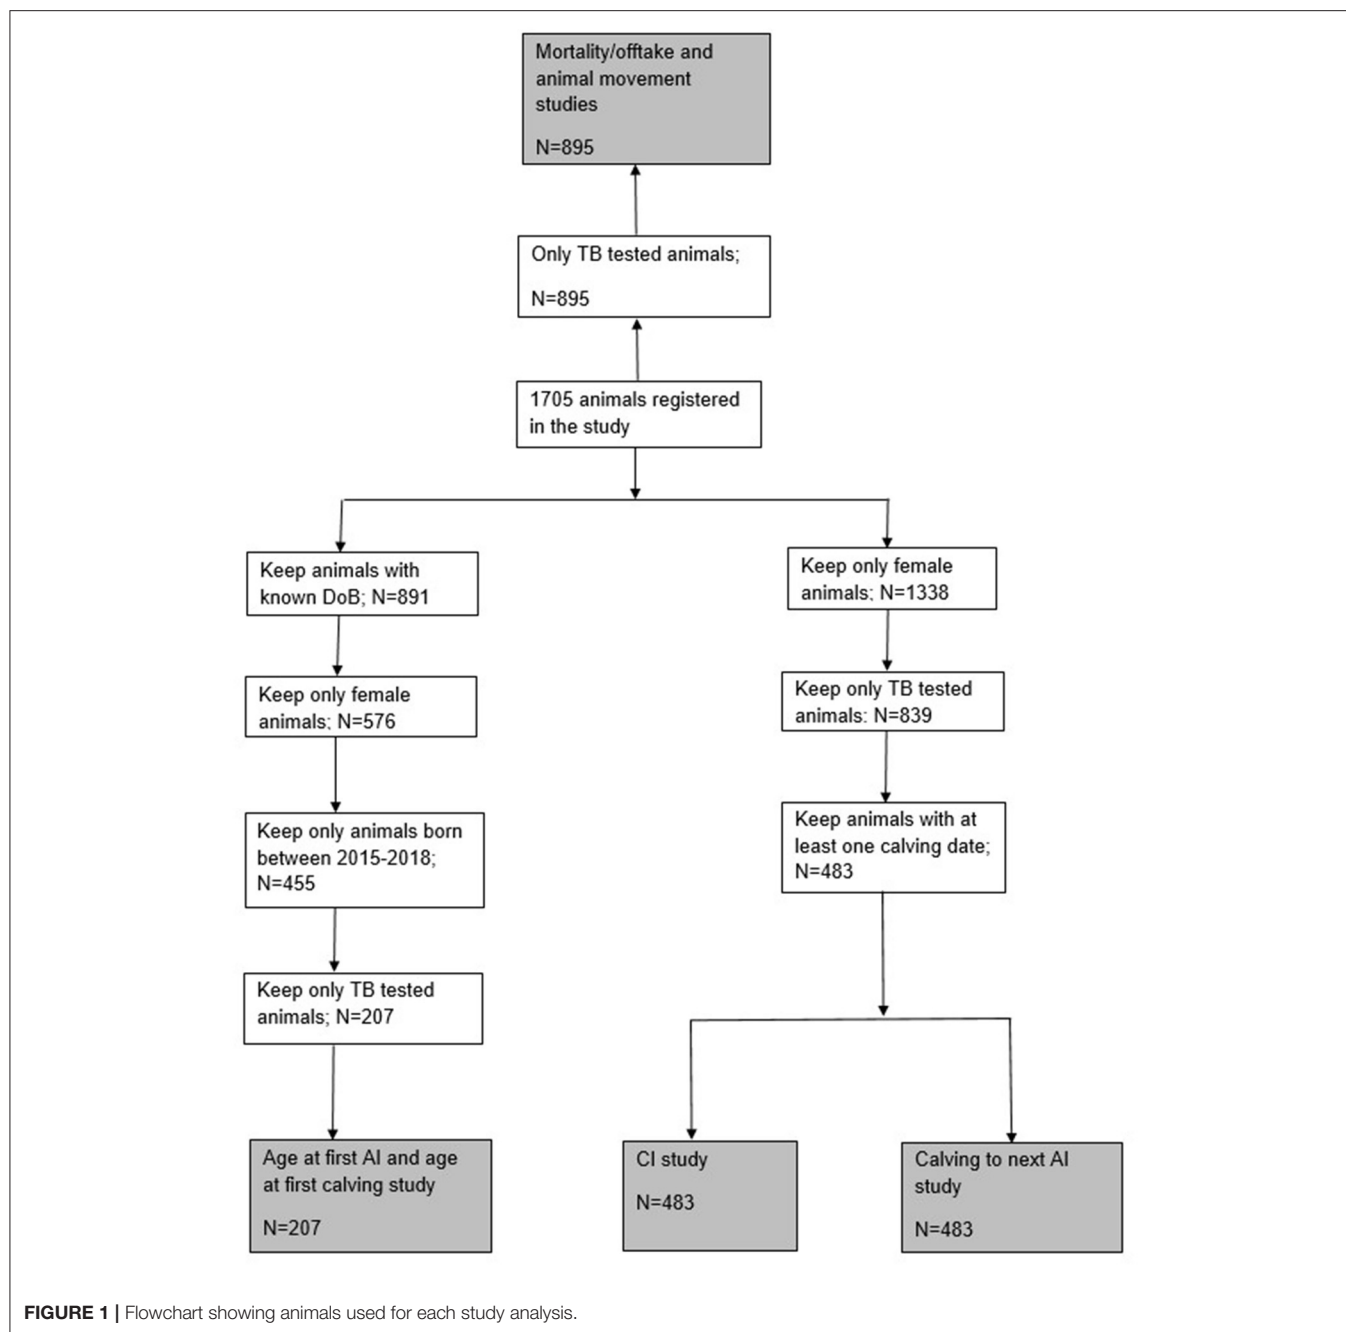 Mortality/offtake and
animal movement
studies
N=895
Only TB tested animals;
N=895
1705 animals registered
in the study
Keep animals with
known DoB; N=891
Keep only female
animals; N=1338
Keep only female
animals; N=576
Keep only TB tested
animals: N=839
Keep only animals born
between 2015-2018;
N=455
Keep animals with at
least one calving date;
N=483
Keep only TB tested
animals; N=207
Age at first AI and age
at first calving study
N=207
CI study
N=483
Calving to next AI
study
N=483
FIGURE 1 | Flowchart showing animals used for each study analysis.